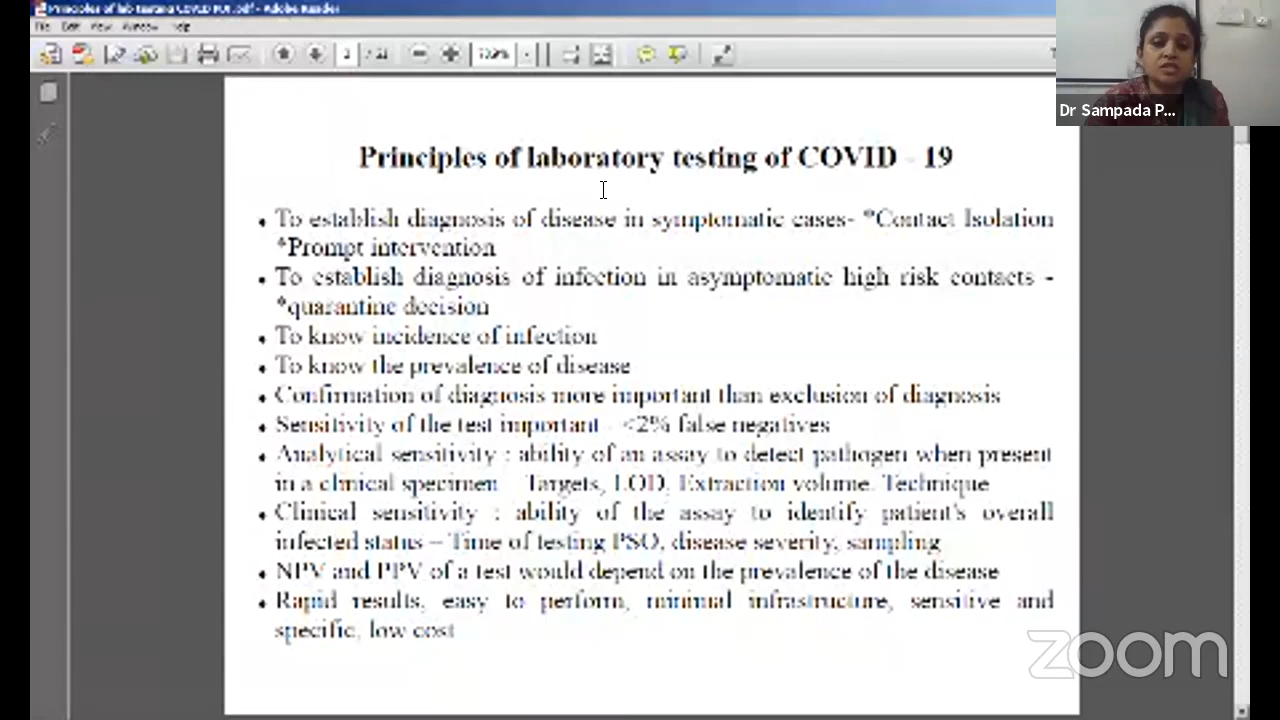 Principles of lab testing COVID PDF.pdf - Adobe Reader
File Edit View Window Help
Dr Sampada P...
Principles of laboratory testing of COVID - 19
• To establish diagnosis of disease in symptomatic cases- *Contact Isolation
*Prompt intervention
• To establish diagnosis of infection in asymptomatic high risk contacts -
*quarantine decision
• To know incidence of infection
• To know the prevalence of disease
• Confirmation of diagnosis more important than exclusion of diagnosis
• Sensitivity of the test important - <2% false negatives
• Analytical sensitivity : ability of an assay to detect pathogen when present
in a clinical specimen – Targets, LOD, Extraction volume. Technique
• Clinical sensitivity : ability of the assay to identify patient's overall
infected status – Time of testing PSO, disease severity, sampling
• NPV and PPV of a test would depend on the prevalence of the disease
• Rapid results, easy to perform, minimal infrastructure, sensitive and
specific, low cost
zoom